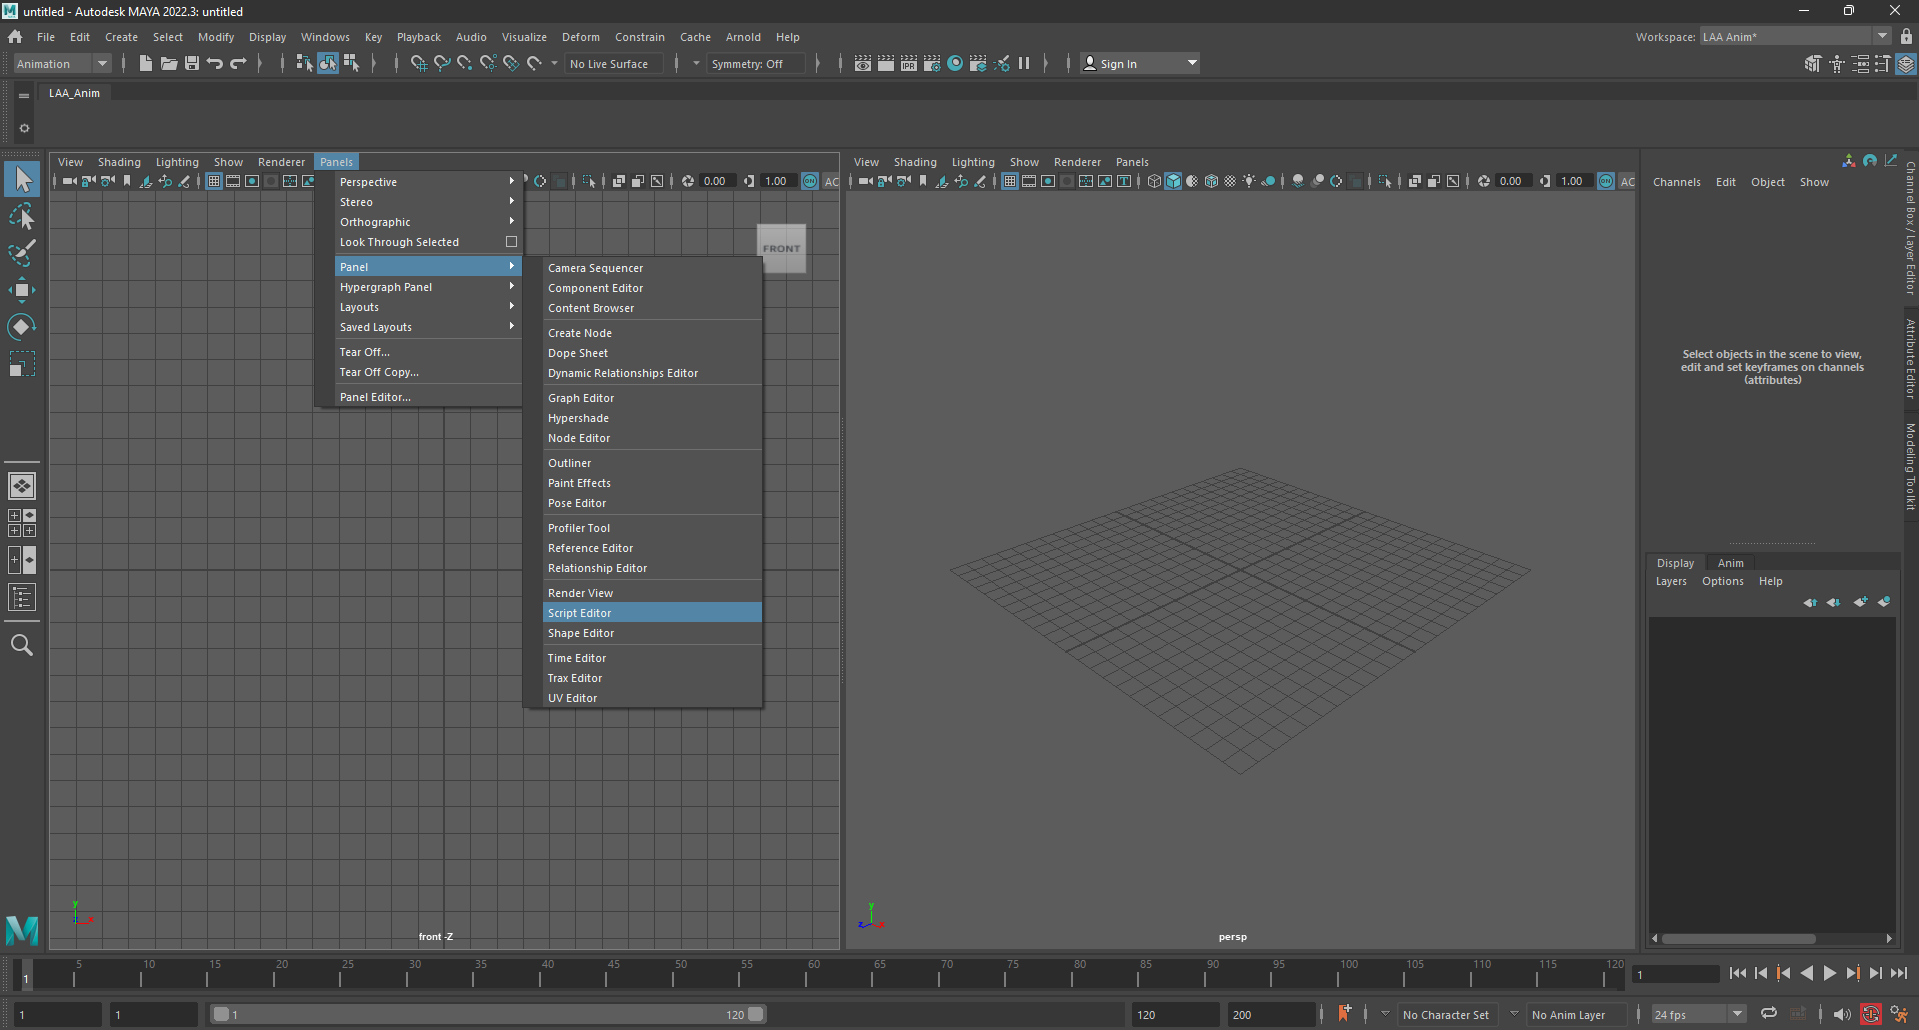 untitled - Autodesk MAYA 2022.3: untitled
File Edit Create Select Modify Display Windows Key Playback Audio Visualize Deform Constrain Cache Arnold Help
Workspace: LAA Anim*
Animation No Live Surface Symmetry: Off IPR Sign In
LAA_Anim
View Shading Lighting Show Renderer Panels
0.00 1.00 ON AC
Perspective
Stereo
Orthographic
Look Through Selected
Panel
Hypergraph Panel
Layouts
Saved Layouts
Tear Off...
Tear Off Copy...
Panel Editor...
Camera Sequencer
Component Editor
Content Browser
Create Node
Dope Sheet
Dynamic Relationships Editor
Graph Editor
Hypershade
Node Editor
Outliner
Paint Effects
Pose Editor
Profiler Tool
Reference Editor
Relationship Editor
Render View
Script Editor
Shape Editor
Time Editor
Trax Editor
UV Editor
FRONT
y
z x
front -Z
View Shading Lighting Show Renderer Panels
0.00 1.00 ON AC
y
z x
persp
Channels Edit Object Show
Select objects in the scene to view,
edit and set keyframes on channels
(attributes)
Channel Box / Layer Editor
Attribute Editor
Modeling Toolkit
Display Anim
Layers Options Help
M
1 5 10 15 20 25 30 35 40 45 50 55 60 65 70 75 80 85 90 95 100 105 110 115 120
1
1 1 1 120 120 200 No Character Set No Anim Layer 24 fps